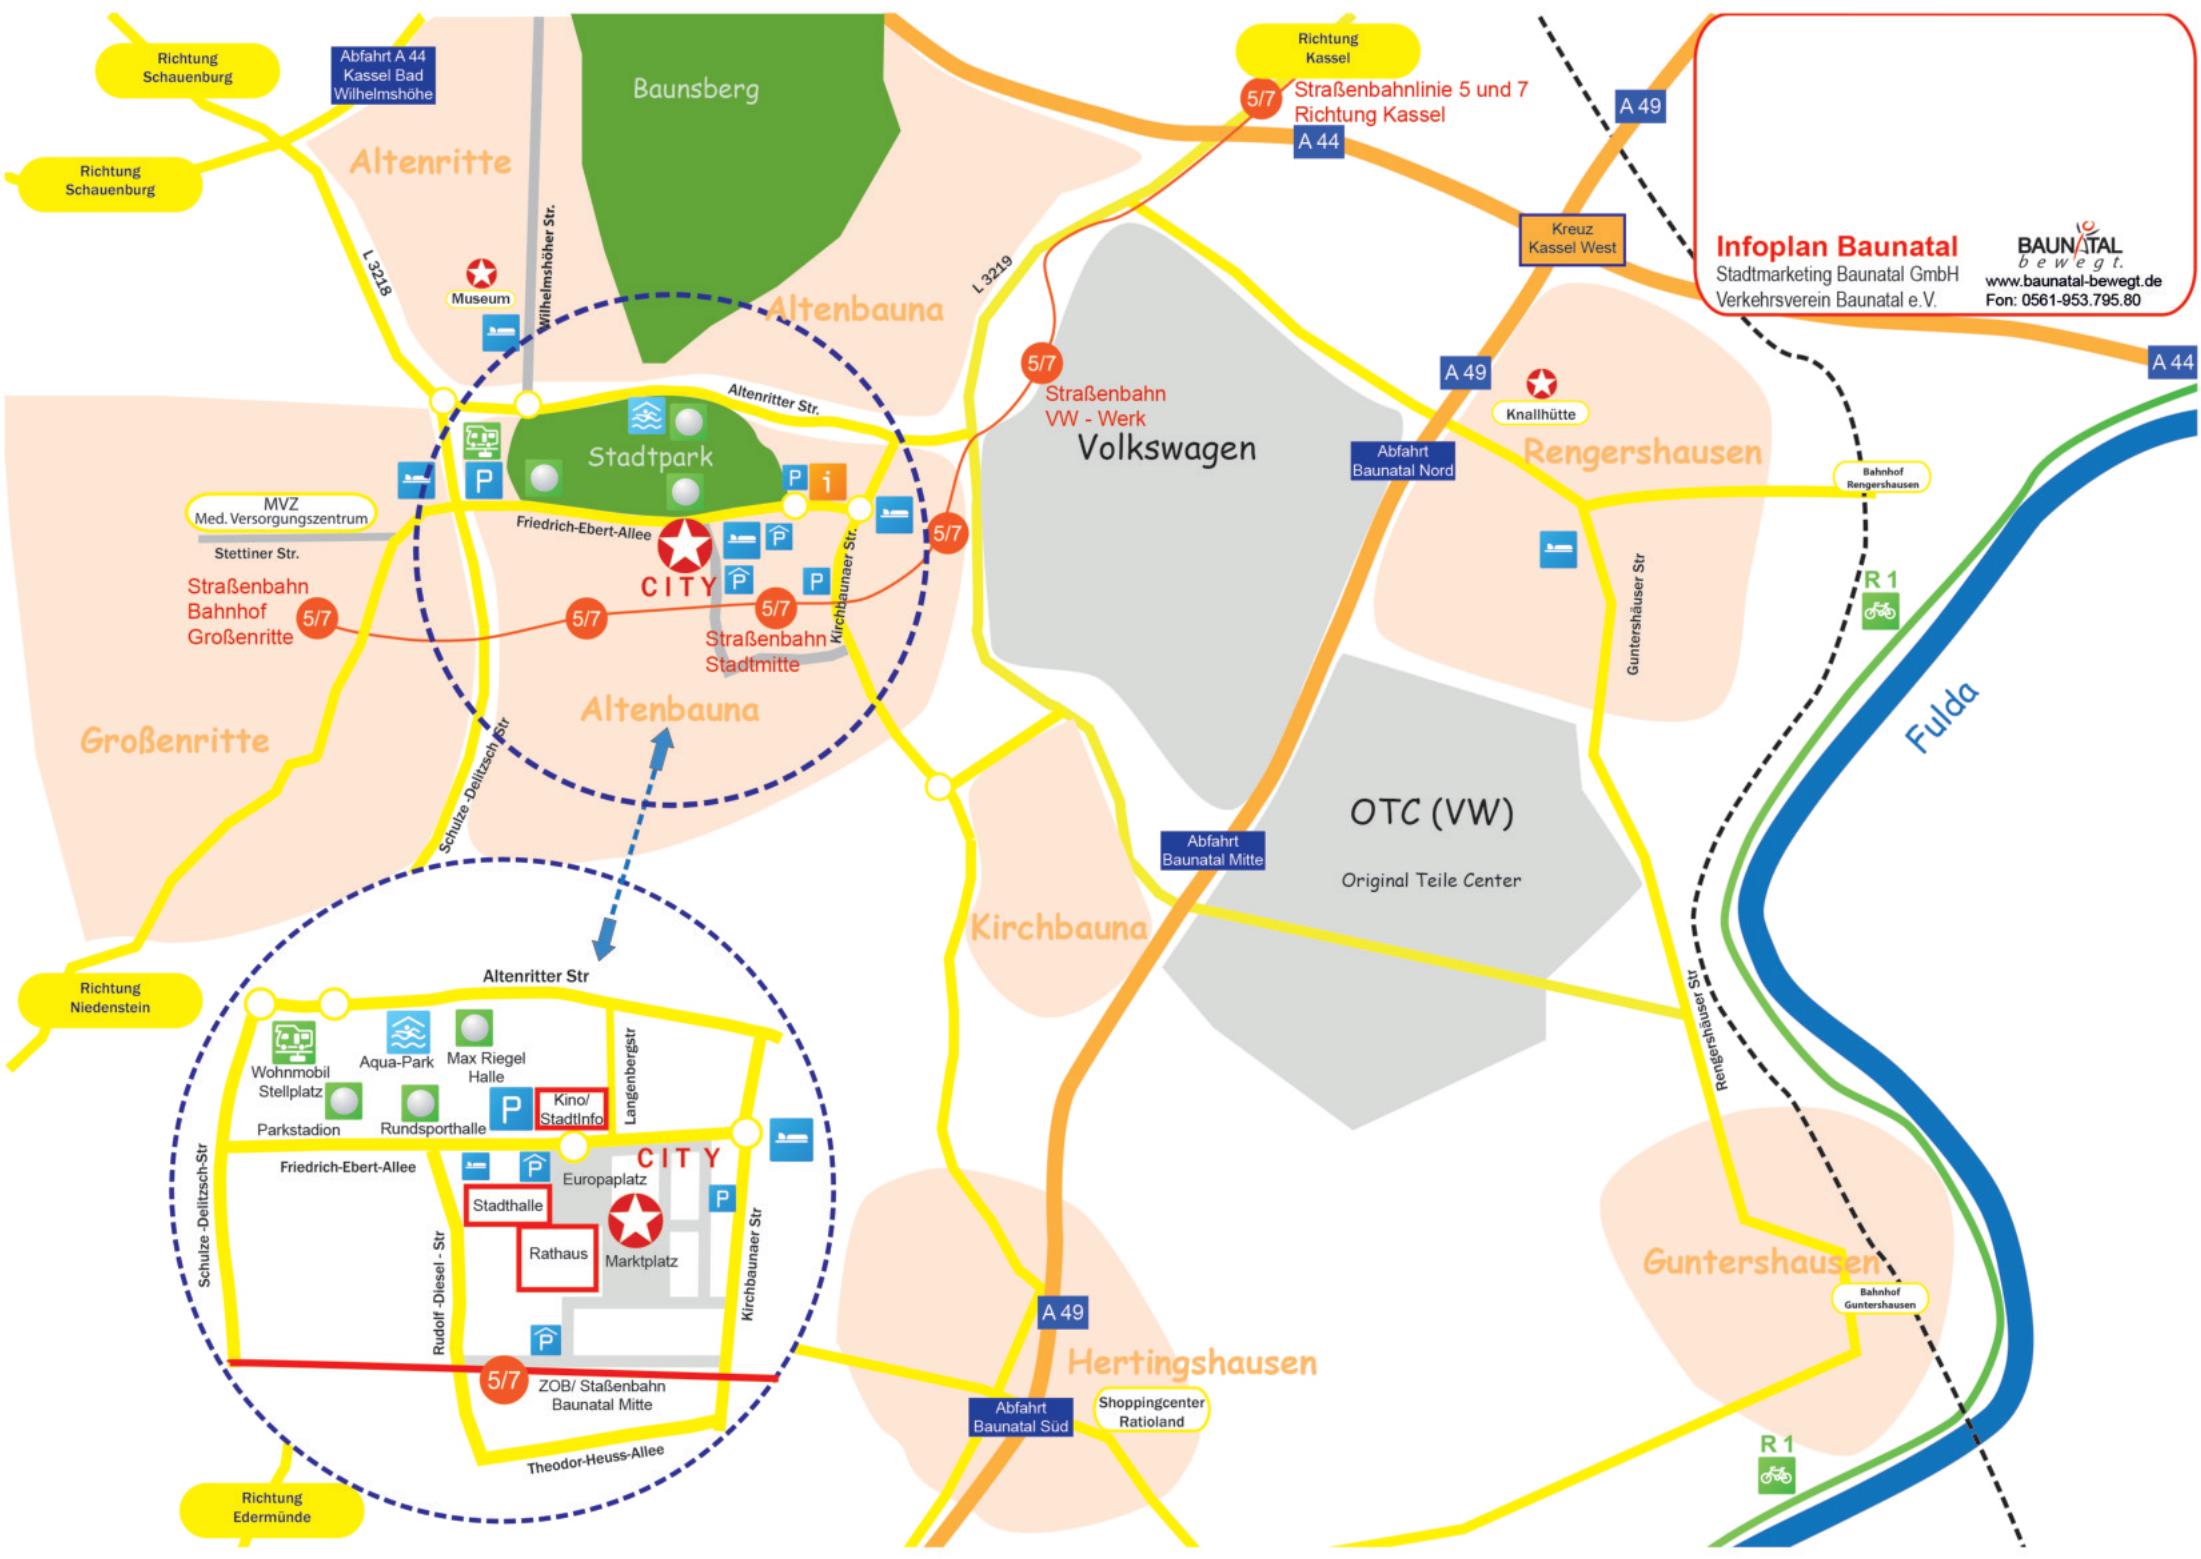 Richtung
Schauenburg
Abfahrt A 44
Kassel Bad
Wilhelmshöhe
Baunsberg
Richtung
Kassel
5/7
Straßenbahnlinie 5 und 7
Richtung Kassel
A 44
A 49
Richtung
Schauenburg
Altenritte
Wilhelmshöher Str.
L 3218
Museum
Altenbauna
L 3219
Kreuz
Kassel West
Infoplan Baunatal
Stadtmarketing Baunatal GmbH
Verkehrsverein Baunatal e.V.
BAUNATAL
bewegt.
www.baunatal-bewegt.de
Fon: 0561-953.795.80
A 44
5/7
Straßenbahn
VW - Werk
A 49
Knallhütte
Altenritter Str.
Stadtpark
P
P
i
Volkswagen
Abfahrt
Baunatal Nord
Rengershausen
Bahnhof
Rengershausen
MVZ
Med. Versorgungszentrum
Stettiner Str.
Friedrich-Ebert-Allee
P
5/7
CITY
P
P
Kirchbaunaer Str.
Straßenbahn
Bahnhof
Großenritte
5/7
5/7
5/7
Straßenbahn
Stadtmitte
Guntershäuser Str
R 1
Fulda
Großenritte
Altenbauna
Schulze -Delitzsch Str
OTC (VW)
Original Teile Center
Abfahrt
Baunatal Mitte
Kirchbauna
Richtung
Niedenstein
Altenritter Str
Rengershäuser Str
Wohnmobil
Stellplatz
Aqua-Park
Max Riegel
Halle
Langenbergstr
Parkstadion
Rundsporthalle
P
Kino/
StadtInfo
Friedrich-Ebert-Allee
P
CITY
Europaplatz
Schulze -Delitzsch-Str
Stadthalle
P
Rathaus
Marktplatz
Rudolf -Diesel - Str
Kirchbaunaer Str
P
5/7
ZOB/ Staßenbahn
Baunatal Mitte
Theodor-Heuss-Allee
A 49
Hertingshausen
Abfahrt
Baunatal Süd
Shoppingcenter
Ratioland
Guntershausen
Bahnhof
Guntershausen
R 1
Richtung
Edermünde